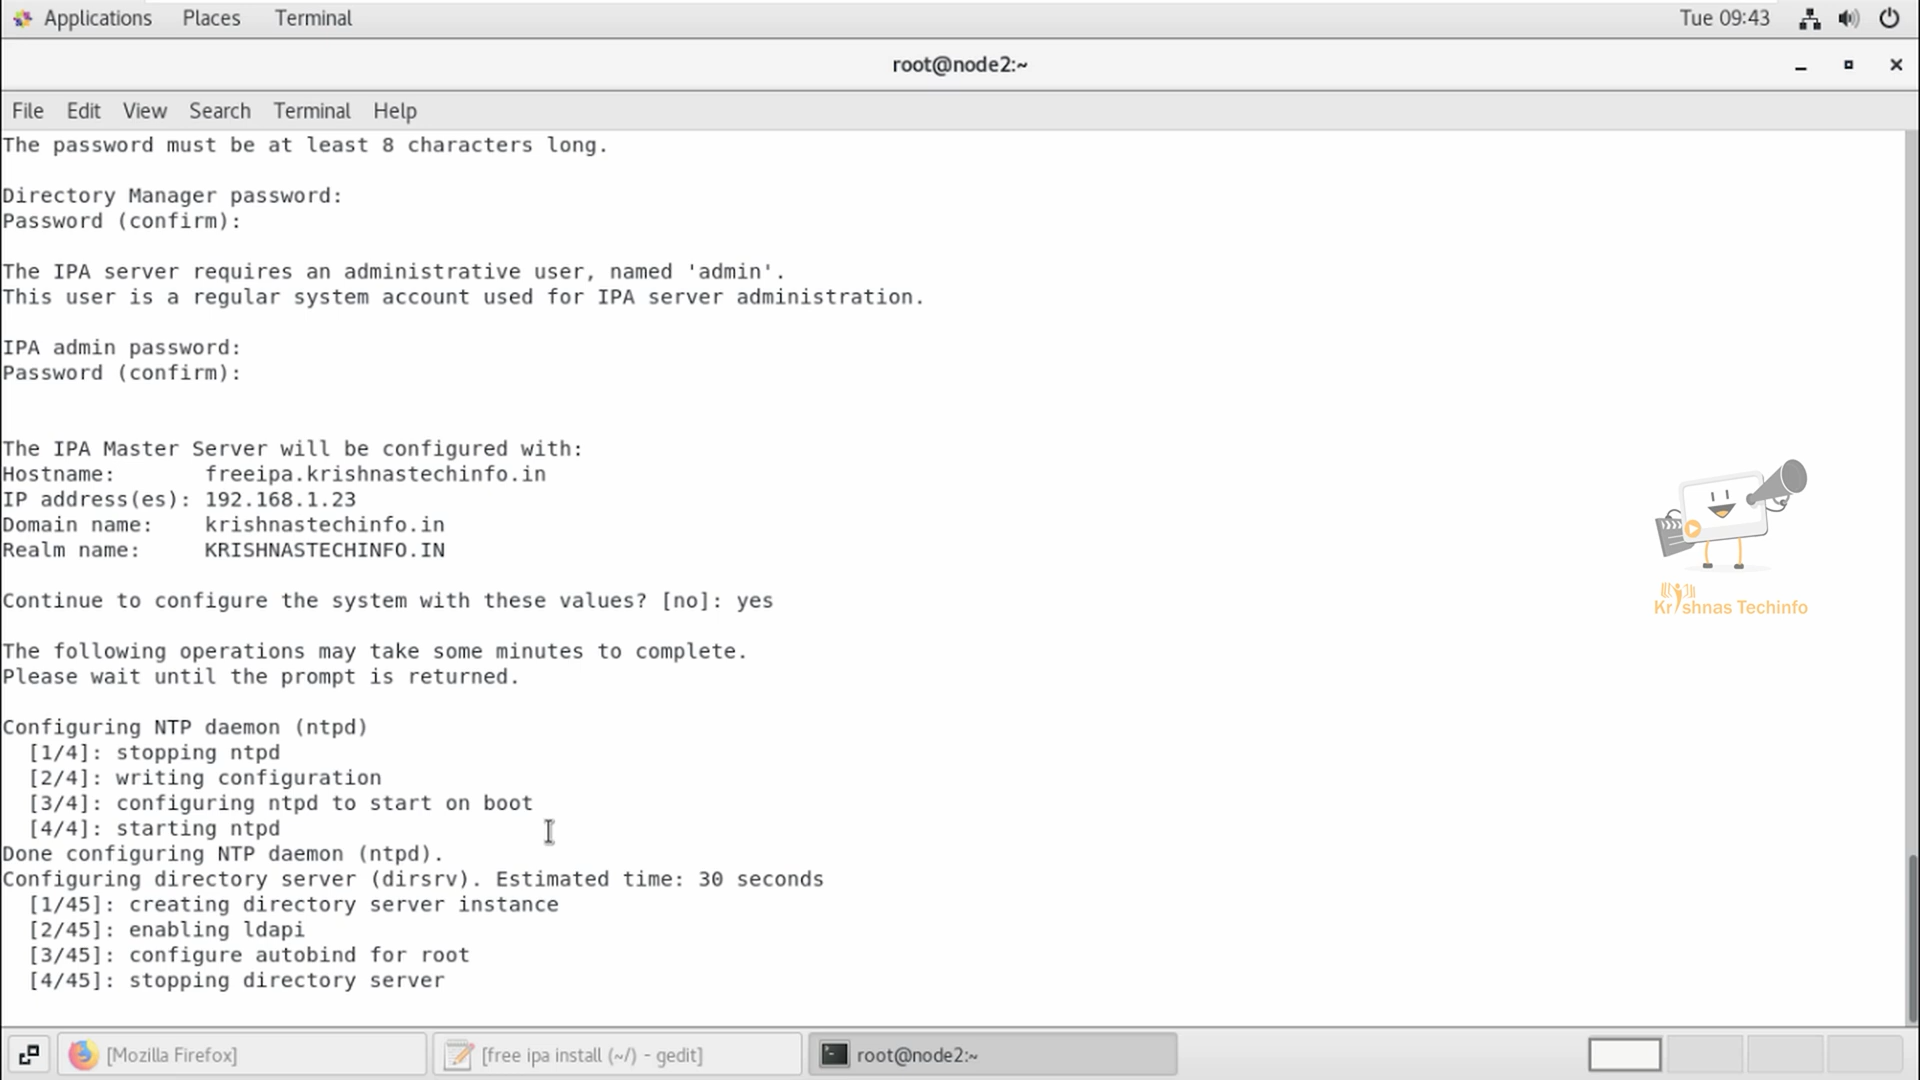 Applications Places Terminal Tue 09:43
root@node2:~
File Edit View Search Terminal Help
The password must be at least 8 characters long.
Directory Manager password:
Password (confirm):
The IPA server requires an administrative user, named 'admin'.
This user is a regular system account used for IPA server administration.
IPA admin password:
Password (confirm):
The IPA Master Server will be configured with:
Hostname: freeipa.krishnastechinfo.in
IP address(es): 192.168.1.23
Domain name: krishnastechinfo.in
Realm name: KRISHNASTECHINFO.IN
Continue to configure the system with these values? [no]: yes
The following operations may take some minutes to complete.
Please wait until the prompt is returned.
Configuring NTP daemon (ntpd)
[1/4]: stopping ntpd
[2/4]: writing configuration
[3/4]: configuring ntpd to start on boot
[4/4]: starting ntpd
Done configuring NTP daemon (ntpd).
Configuring directory server (dirsrv). Estimated time: 30 seconds
[1/45]: creating directory server instance
[2/45]: enabling ldapi
[3/45]: configure autobind for root
[4/45]: stopping directory server
Krishnas Techinfo
[Mozilla Firefox] [free ipa install (~/) - gedit] root@node2:~